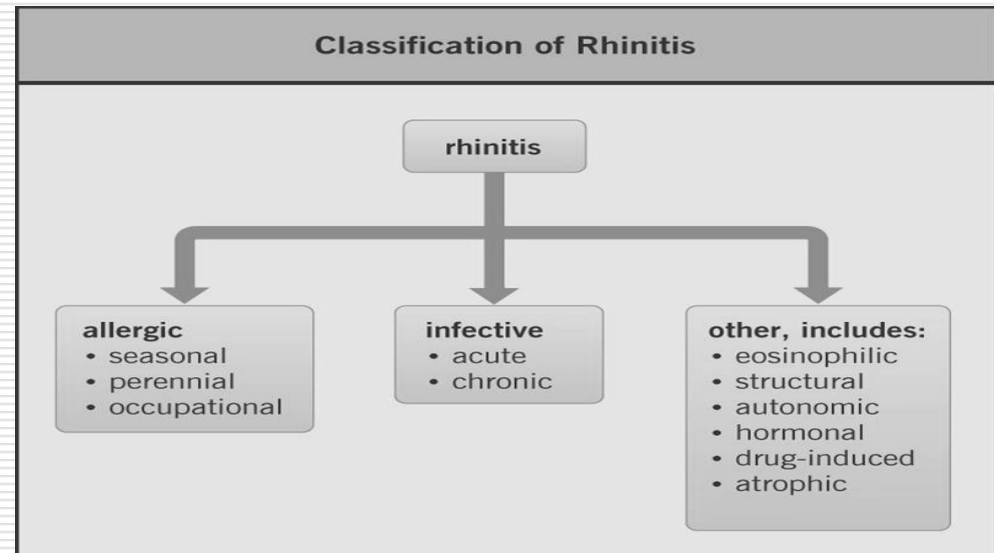 Classification of Rhinitis
rhinitis
allergic
• seasonal
• perennial
• occupational
infective
• acute
• chronic
other, includes:
• eosinophilic
• structural
• autonomic
• hormonal
• drug-induced
• atrophic